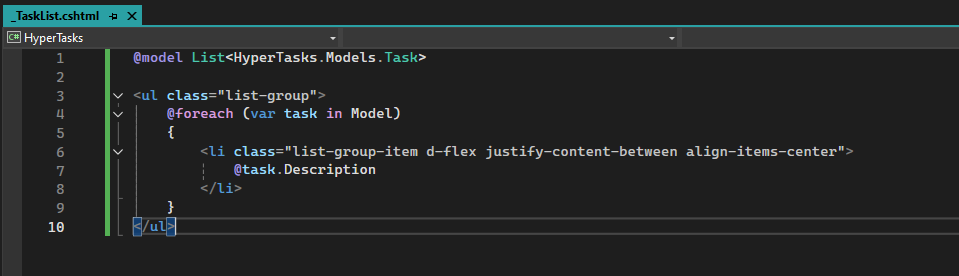 _TaskList.cshtml
C# HyperTasks
1 @model List<HyperTasks.Models.Task>
2
3 <ul class="list-group">
4 @foreach (var task in Model)
5 {
6 <li class="list-group-item d-flex justify-content-between align-items-center">
7 @task.Description
8 </li>
9 }
10 </ul>